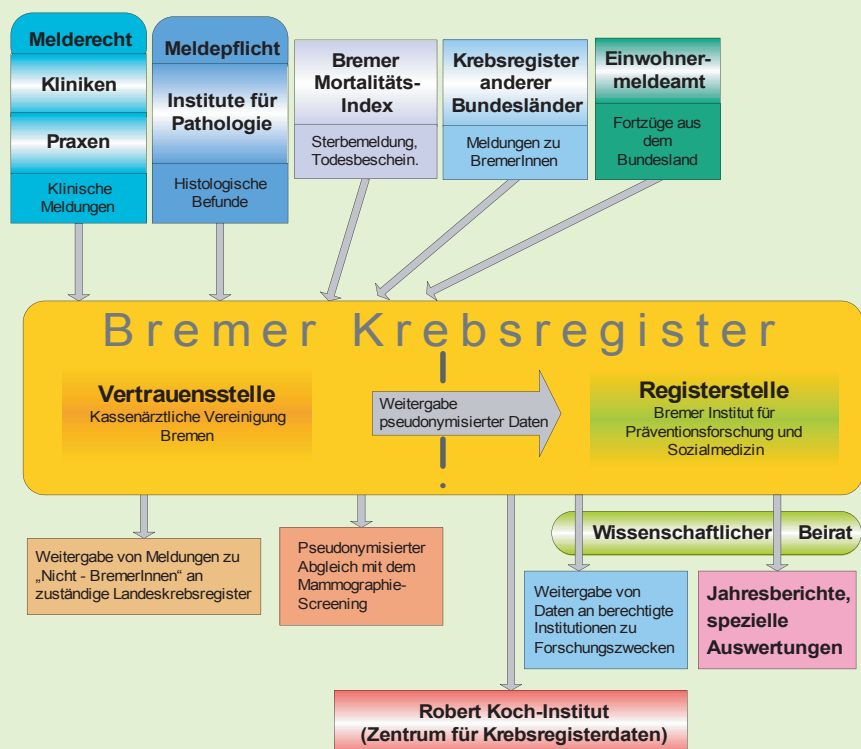 Melderecht
Kliniken
Praxen
Klinische
Meldungen
Meldepflicht
Institute für
Pathologie
Histologische
Befunde
Bremer
Mortalitäts-
Index
Sterbemeldung,
Todesbeschein.
Krebsregister
anderer
Bundesländer
Meldungen zu
BremerInnen
Einwohner-
meldeamt
Fortzüge aus
dem
Bundesland
Bremer Krebsregister
Vertrauensstelle
Kassenärztliche Vereinigung
Bremen
Weitergabe
pseudonymisierter Daten
Registerstelle
Bremer Institut für
Präventionsforschung und
Sozialmedizin
Wissenschaftlicher Beirat
Weitergabe von Meldungen zu
„Nicht - BremerInnen“ an
zuständige Landeskrebsregister
Pseudonymisierter
Abgleich mit dem
Mammographie-
Screening
Weitergabe von
Daten an berechtigte
Institutionen zu
Forschungszwecken
Jahresberichte,
spezielle
Auswertungen
Robert Koch-Institut
(Zentrum für Krebsregisterdaten)